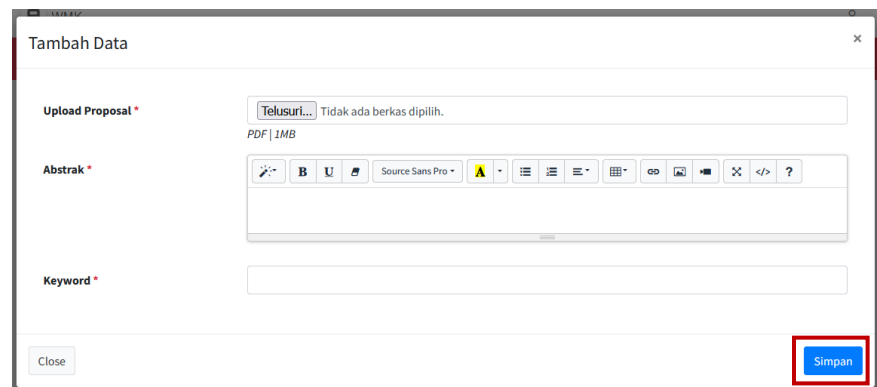 WMK
Tambah Data ×
Upload Proposal * Telusuri... Tidak ada berkas dipilih.
PDF | 1MB
Abstrak * B U Source Sans Pro A </> ?
Keyword *
Close Simpan